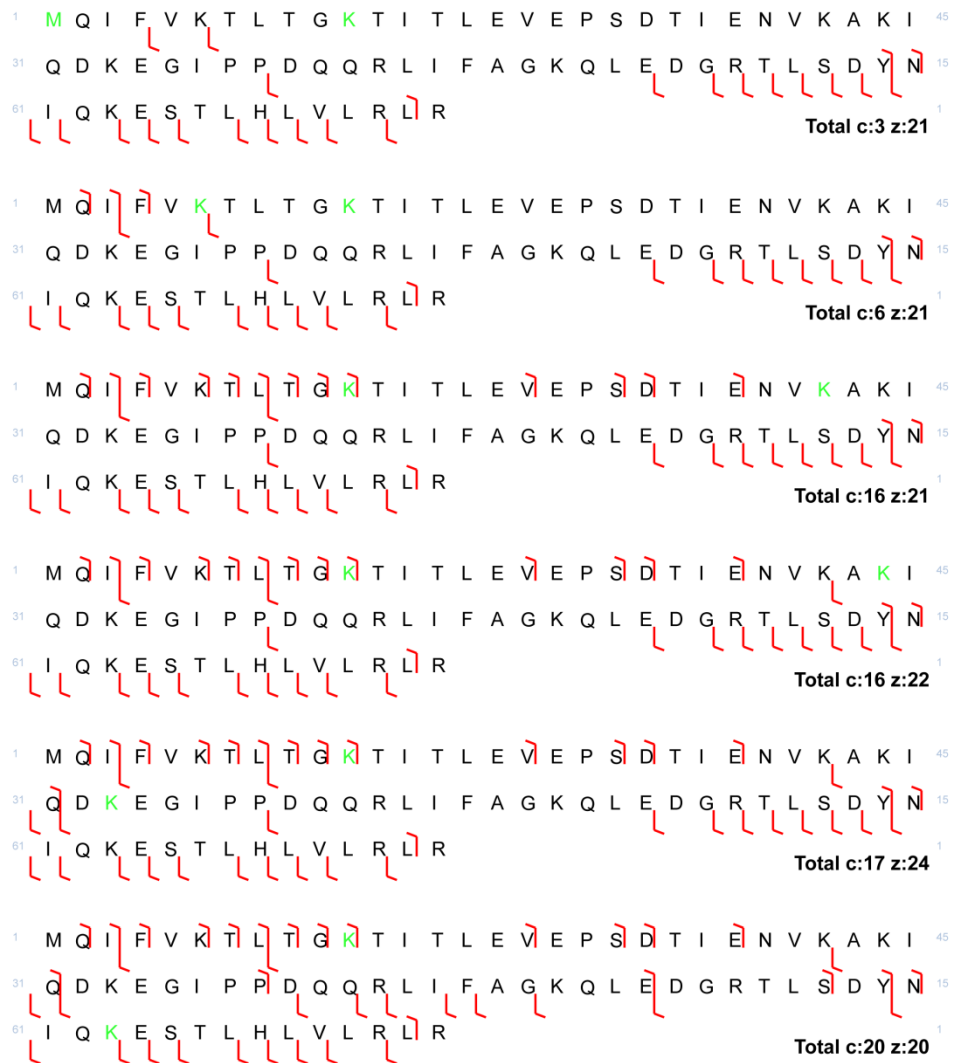 1 M Q I F V K T L T G K T I T L E V E P S D T I E N V K A K I 45
31 Q D K E G I P P D Q Q R L I F A G K Q L E D G R T L S D Y N 15
61 I Q K E S T L H L V L R L R 1
Total c:3 z:21
1 M Q I F V K T L T G K T I T L E V E P S D T I E N V K A K I 45
31 Q D K E G I P P D Q Q R L I F A G K Q L E D G R T L S D Y N 15
61 I Q K E S T L H L V L R L R 1
Total c:6 z:21
1 M Q I F V K T L T G K T I T L E V E P S D T I E N V K A K I 45
31 Q D K E G I P P D Q Q R L I F A G K Q L E D G R T L S D Y N 15
61 I Q K E S T L H L V L R L R 1
Total c:16 z:21
1 M Q I F V K T L T G K T I T L E V E P S D T I E N V K A K I 45
31 Q D K E G I P P D Q Q R L I F A G K Q L E D G R T L S D Y N 15
61 I Q K E S T L H L V L R L R 1
Total c:16 z:22
1 M Q I F V K T L T G K T I T L E V E P S D T I E N V K A K I 45
31 Q D K E G I P P D Q Q R L I F A G K Q L E D G R T L S D Y N 15
61 I Q K E S T L H L V L R L R 1
Total c:17 z:24
1 M Q I F V K T L T G K T I T L E V E P S D T I E N V K A K I 45
31 Q D K E G I P P D Q Q R L I F A G K Q L E D G R T L S D Y N 15
61 I Q K E S T L H L V L R L R 1
Total c:20 z:20